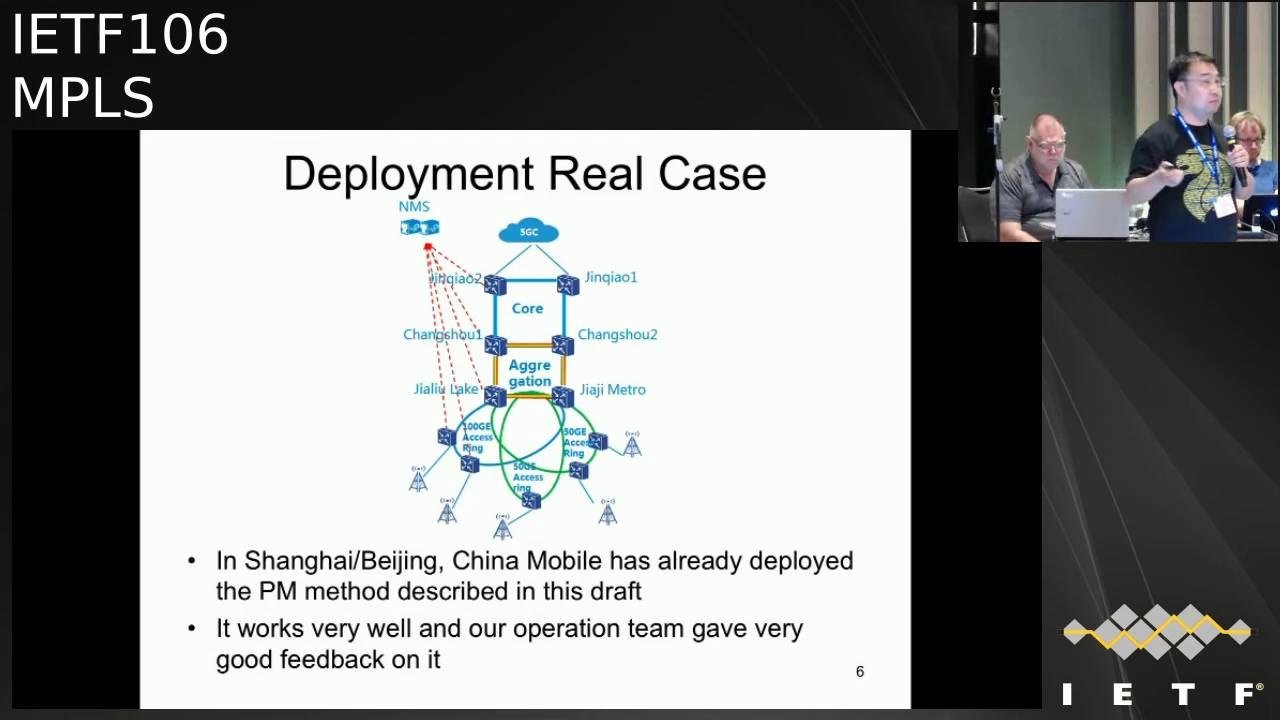 IETF106
MPLS
Deployment Real Case
NMS
5GC
Jinqiao2
Jinqiao1
Core
Changshou1
Changshou2
Aggre
gation
Jialiu Lake
Jiaji Metro
100GE
Access
Ring
50GE
Access
Ring
50GE
Access
ring
• In Shanghai/Beijing, China Mobile has already deployed
the PM method described in this draft
• It works very well and our operation team gave very
good feedback on it
6
I E T F®